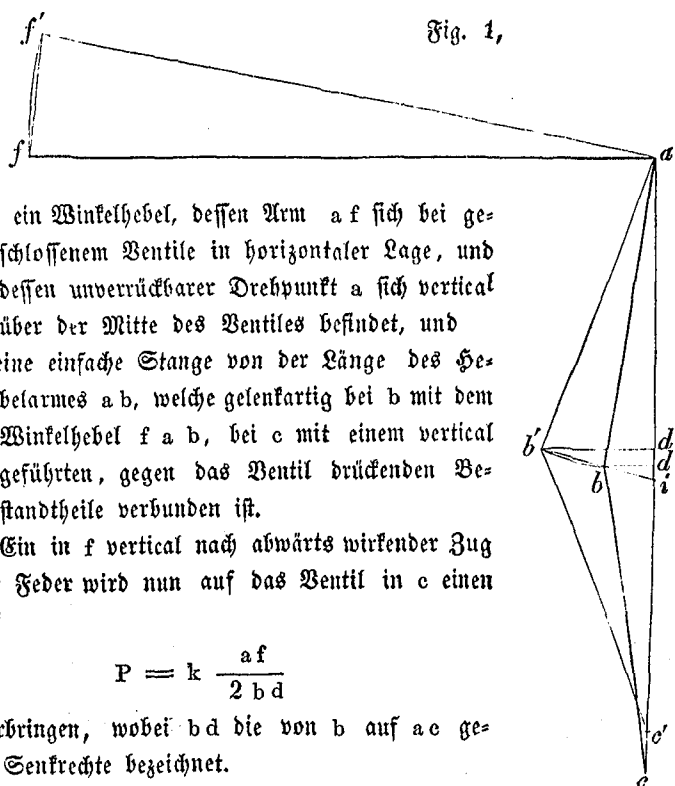 Fig. 1,
f'
f
a
ein Winkelhebel, dessen Arm a f sich bei ge=
schlossenem Ventile in horizontaler Lage, und
dessen unverrückbarer Drehpunkt a sich vertical
über der Mitte des Ventiles befindet, und
eine einfache Stange von der Länge des He=
belarmes a b, welche gelenkartig bei b mit dem
Winkelhebel f a b, bei c mit einem vertical
geführten, gegen das Ventil drückenden Be=
standtheile verbunden ist.
Ein in f vertical nach abwärts wirkender Zug
Feder wird nun auf das Ventil in c einen
P = k a f / 2 b d
rbringen, wobei b d die von b auf a c ge=
Senkrechte bezeichnet.
b'
d
d
b
i
c'
c